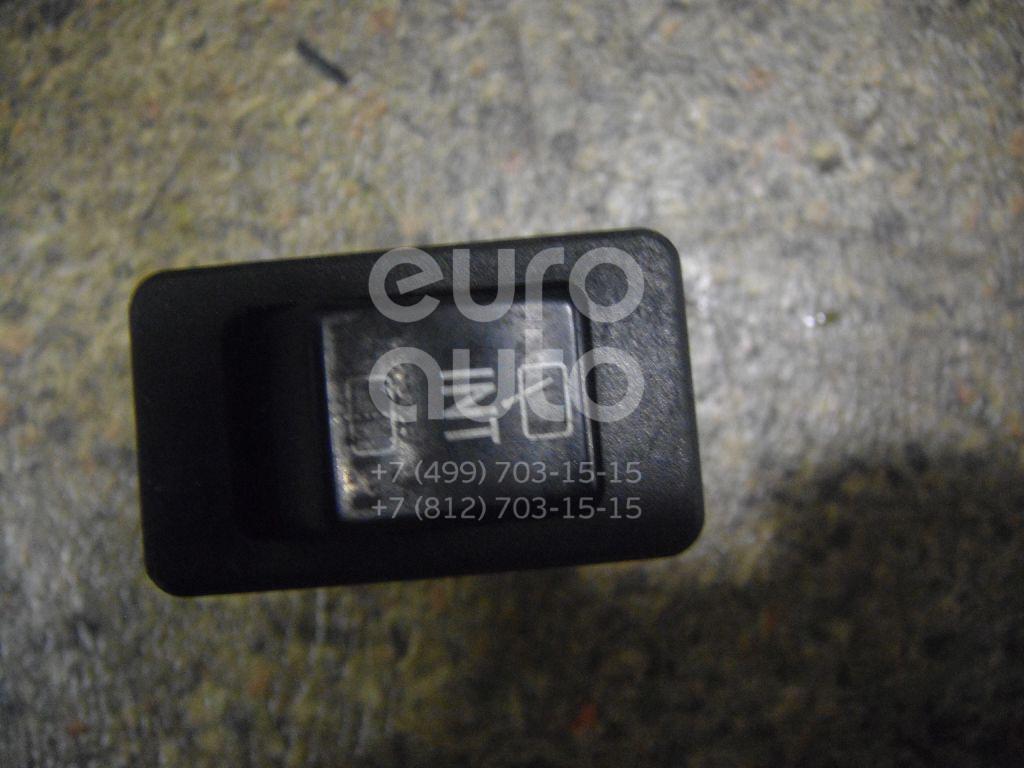 euro
auto
INT
+7 (499) 703-15-15
+7 (812) 703-15-15